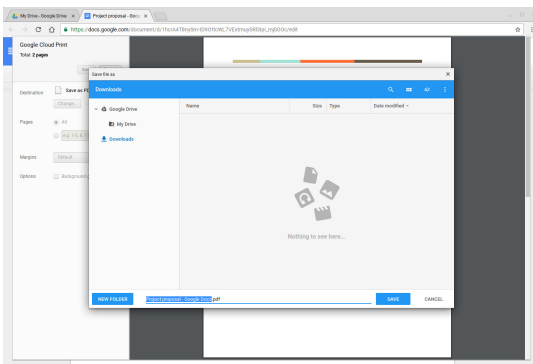 My Drive - Google Drive
Project proposal - Goo
https://docs.google.com
Google Cloud Print
Total: 2 pages
Destination
Save as PD
Change...
Pages
All
Margins
Default
Options
Background
Save file as
Downloads
Google Drive
My Drive
Downloads
Name
Size
Type
Date modified
Nothing to see here...
NEW FOLDER
Project proposal - Google Docs.pdf
SAVE
CANCEL